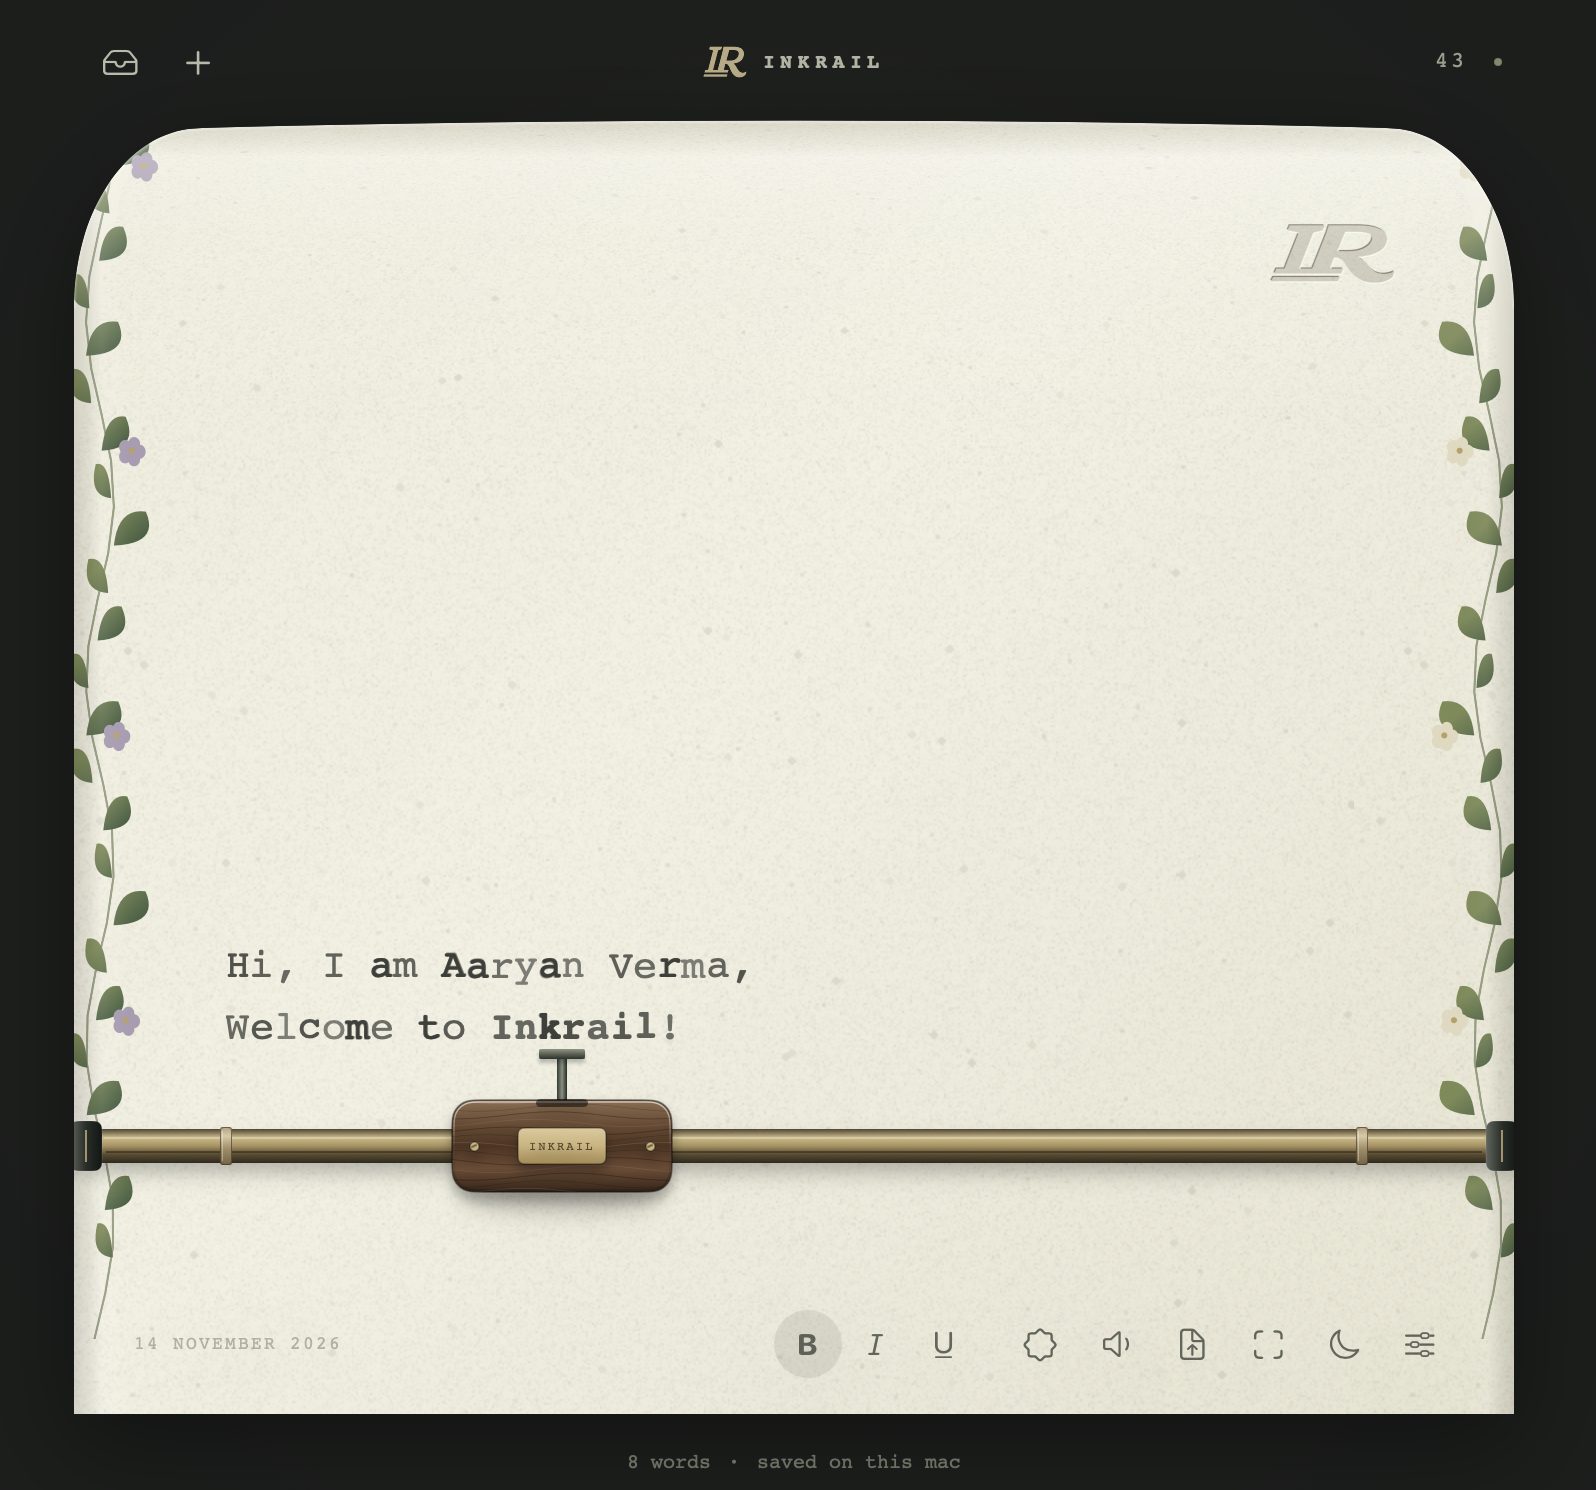 IR INKRAIL
43
IR
Hi, I am Aaryan Verma,
Welcome to Inkrail!
INKRAIL
14 NOVEMBER 2026
B I U
8 words · saved on this mac